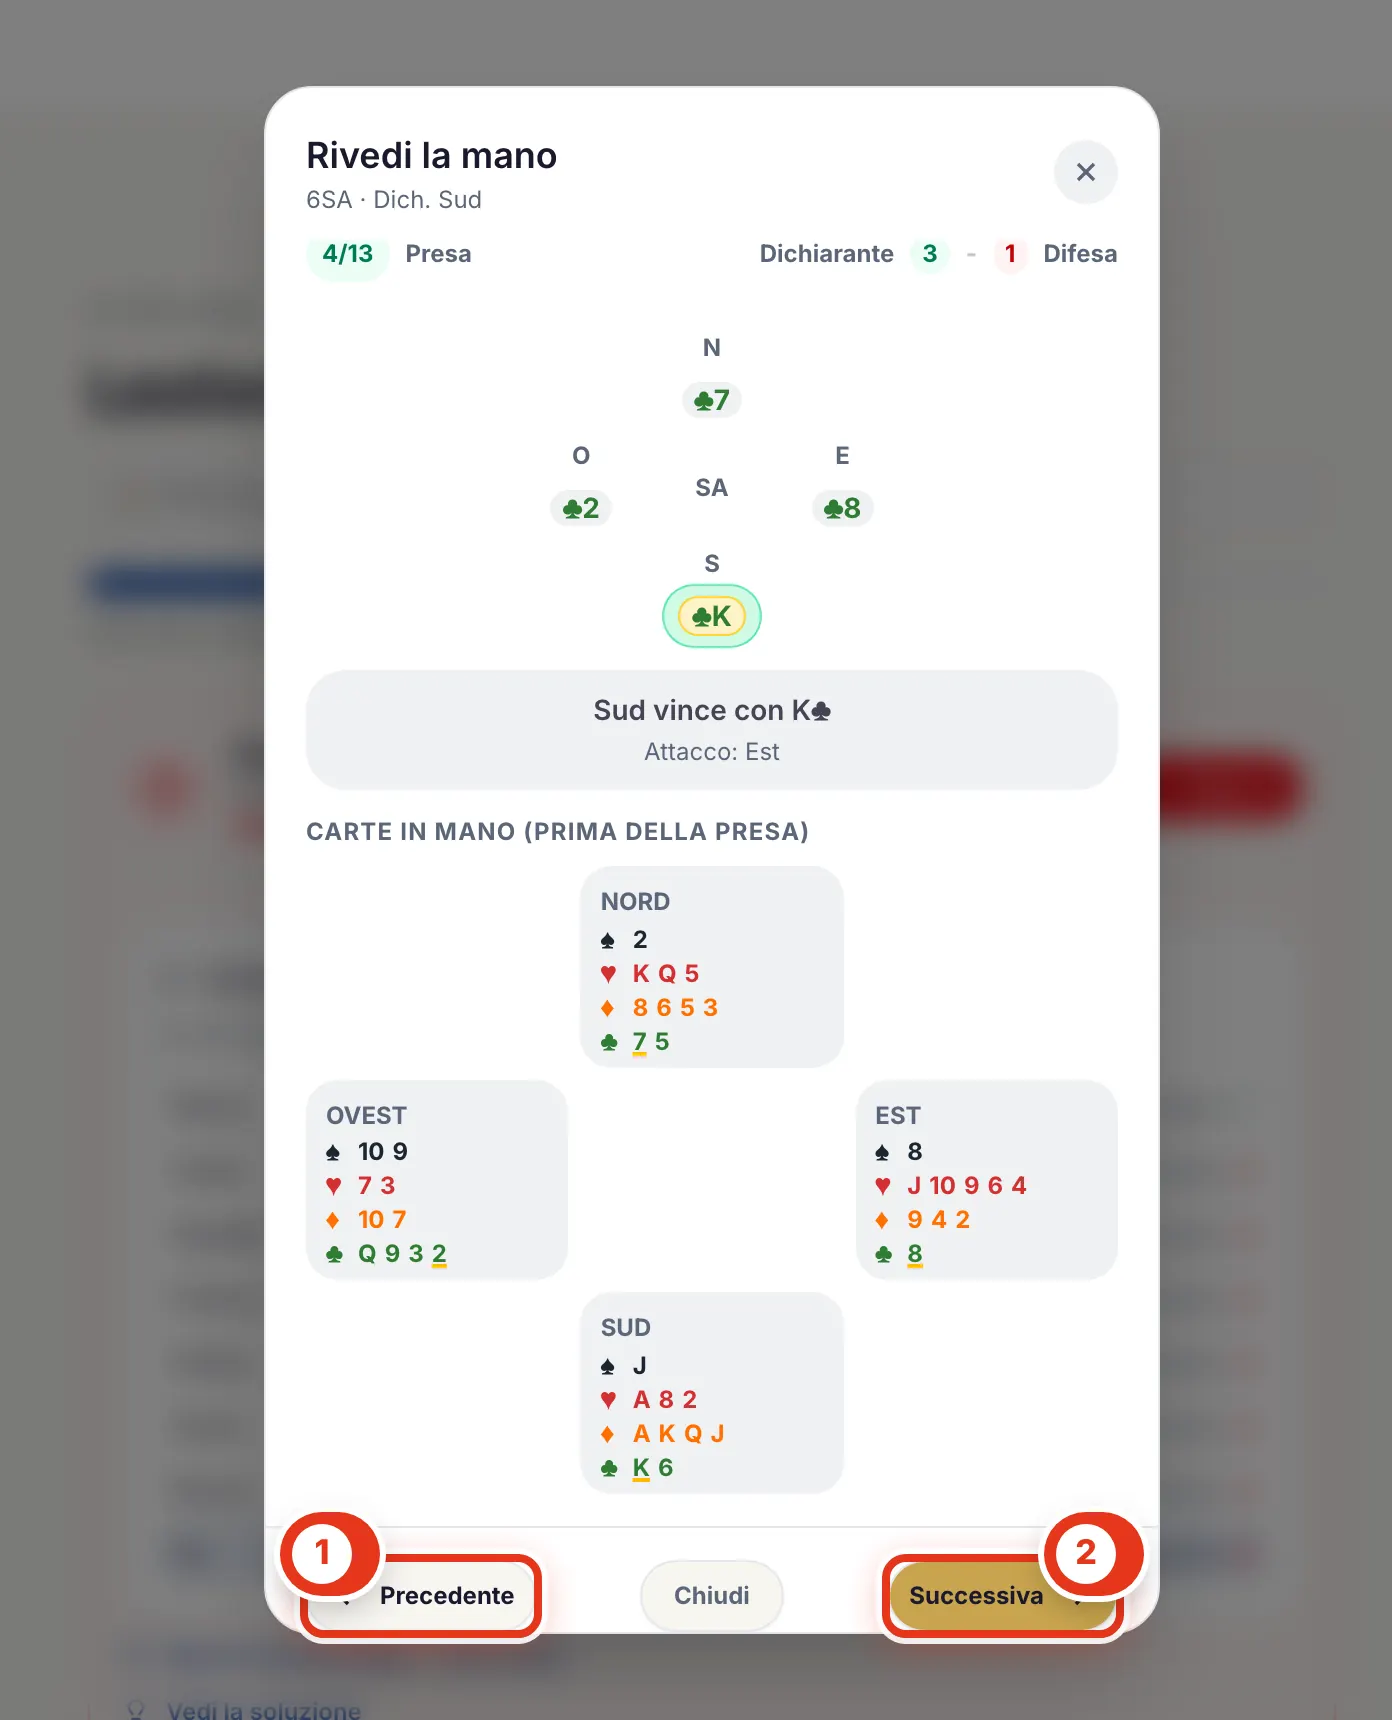 Rivedi la mano
6SA · Dich. Sud
4/13 Presa
Dichiarante 3 - 1 Difesa
N
♣7
O
E
SA
♣2
♣8
S
♣K
Sud vince con K♣
Attacco: Est
CARTE IN MANO (PRIMA DELLA PRESA)
NORD
♠ 2
♥ K Q 5
♦ 8 6 5 3
♣ 7 5
OVEST
♠ 10 9
♥ 7 3
♦ 10 7
♣ Q 9 3 2
EST
♠ 8
♥ J 10 9 6 4
♦ 9 4 2
♣ 8
SUD
♠ J
♥ A 8 2
♦ A K Q J
♣ K 6
1
2
Precedente
Chiudi
Successiva
Vedi la soluzione